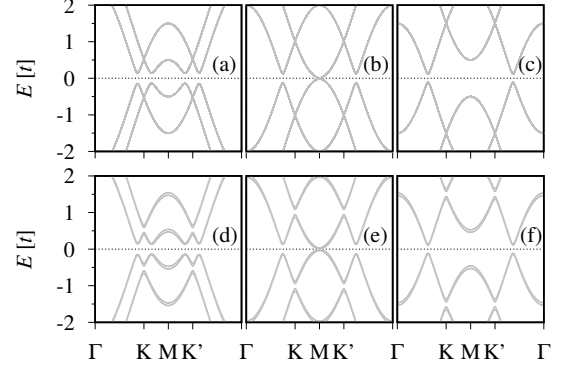 2
1
0
-1
-2
E [t]
(a)
(b)
(c)
2
1
0
-1
-2
E [t]
(d)
(e)
(f)
Γ K M K' Γ K M K' Γ K M K' Γ